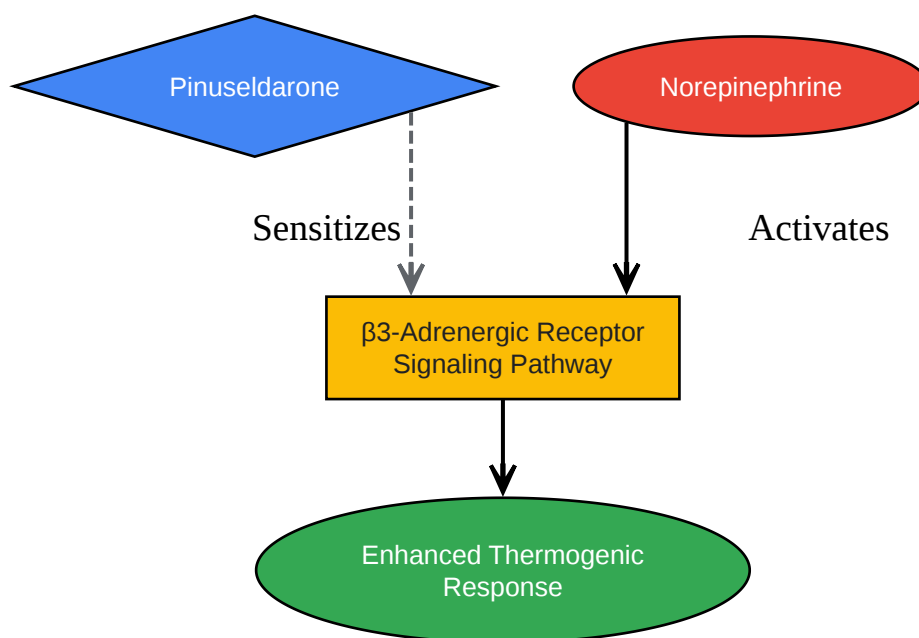 Pinuseldarone
Norepinephrine
Sensitizes
Activates
β3-Adrenergic Receptor
Signaling Pathway
Enhanced Thermogenic
Response